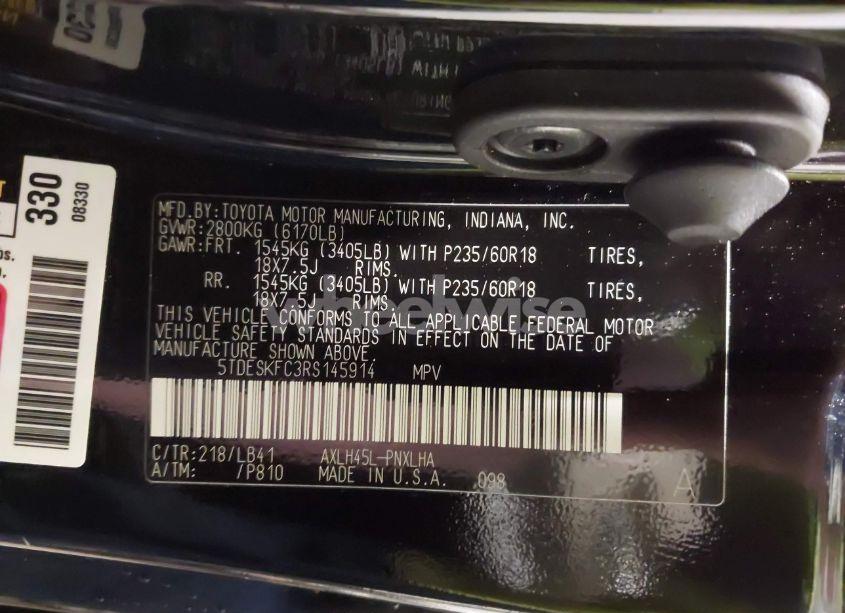 330
08330
MFD.BY:TOYOTA MOTOR MANUFACTURING, INDIANA, INC.
GVWR:2800KG (6170LB)
GAWR:FRT. 1545KG (3405LB) WITH P235/60R18 TIRES,
18X7.5J RIMS.
RR. 1545KG (3405LB) WITH P235/60R18 TIRES,
18X7.5J RIMS.
wheelwise
THIS VEHICLE CONFORMS TO ALL APPLICABLE FEDERAL MOTOR
VEHICLE SAFETY STANDARDS IN EFFECT ON THE DATE OF
MANUFACTURE SHOWN ABOVE.
5TDESKFC3RS145914 MPV
C/TR:218/LB41 AXLH45L-PNXLHA
A/TM: /P810 MADE IN U.S.A. 098
A